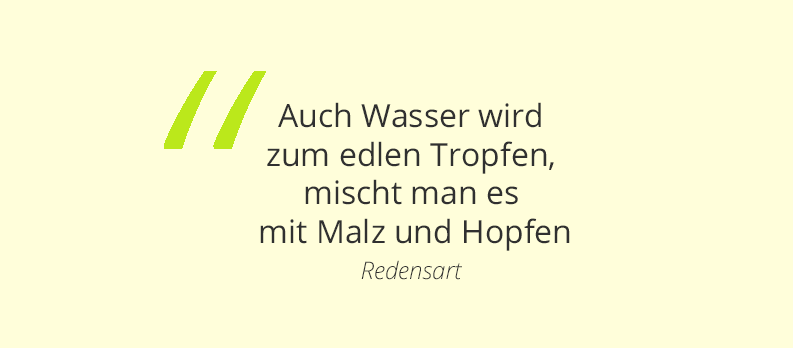 Auch Wasser wird
zum edlen Tropfen,
mischt man es
mit Malz und Hopfen
Redensart